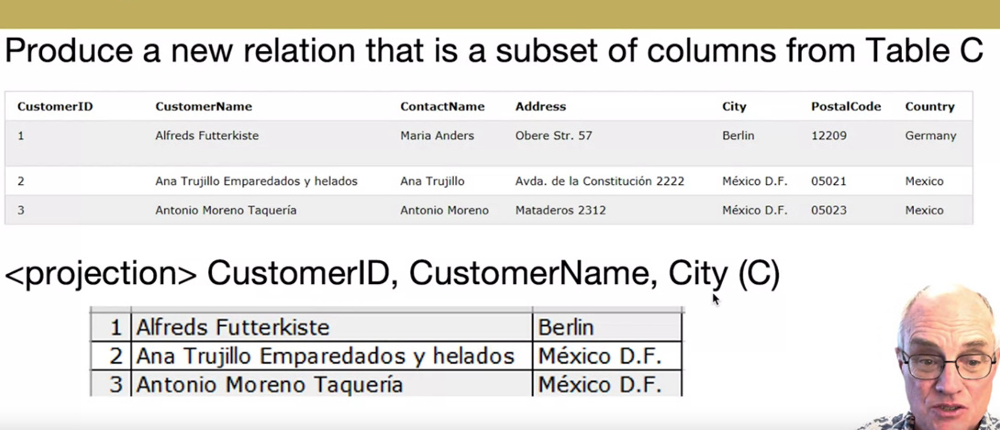 Produce a new relation that is a subset of columns from Table C
CustomerID CustomerName ContactName Address City PostalCode Country
1 Alfreds Futterkiste Maria Anders Obere Str. 57 Berlin 12209 Germany
2 Ana Trujillo Emparedados y helados Ana Trujillo Avda. de la Constitución 2222 México D.F. 05021 Mexico
3 Antonio Moreno Taquería Antonio Moreno Mataderos 2312 México D.F. 05023 Mexico
<projection> CustomerID, CustomerName, City (C)
1 Alfreds Futterkiste Berlin
2 Ana Trujillo Emparedados y helados México D.F.
3 Antonio Moreno Taquería México D.F.